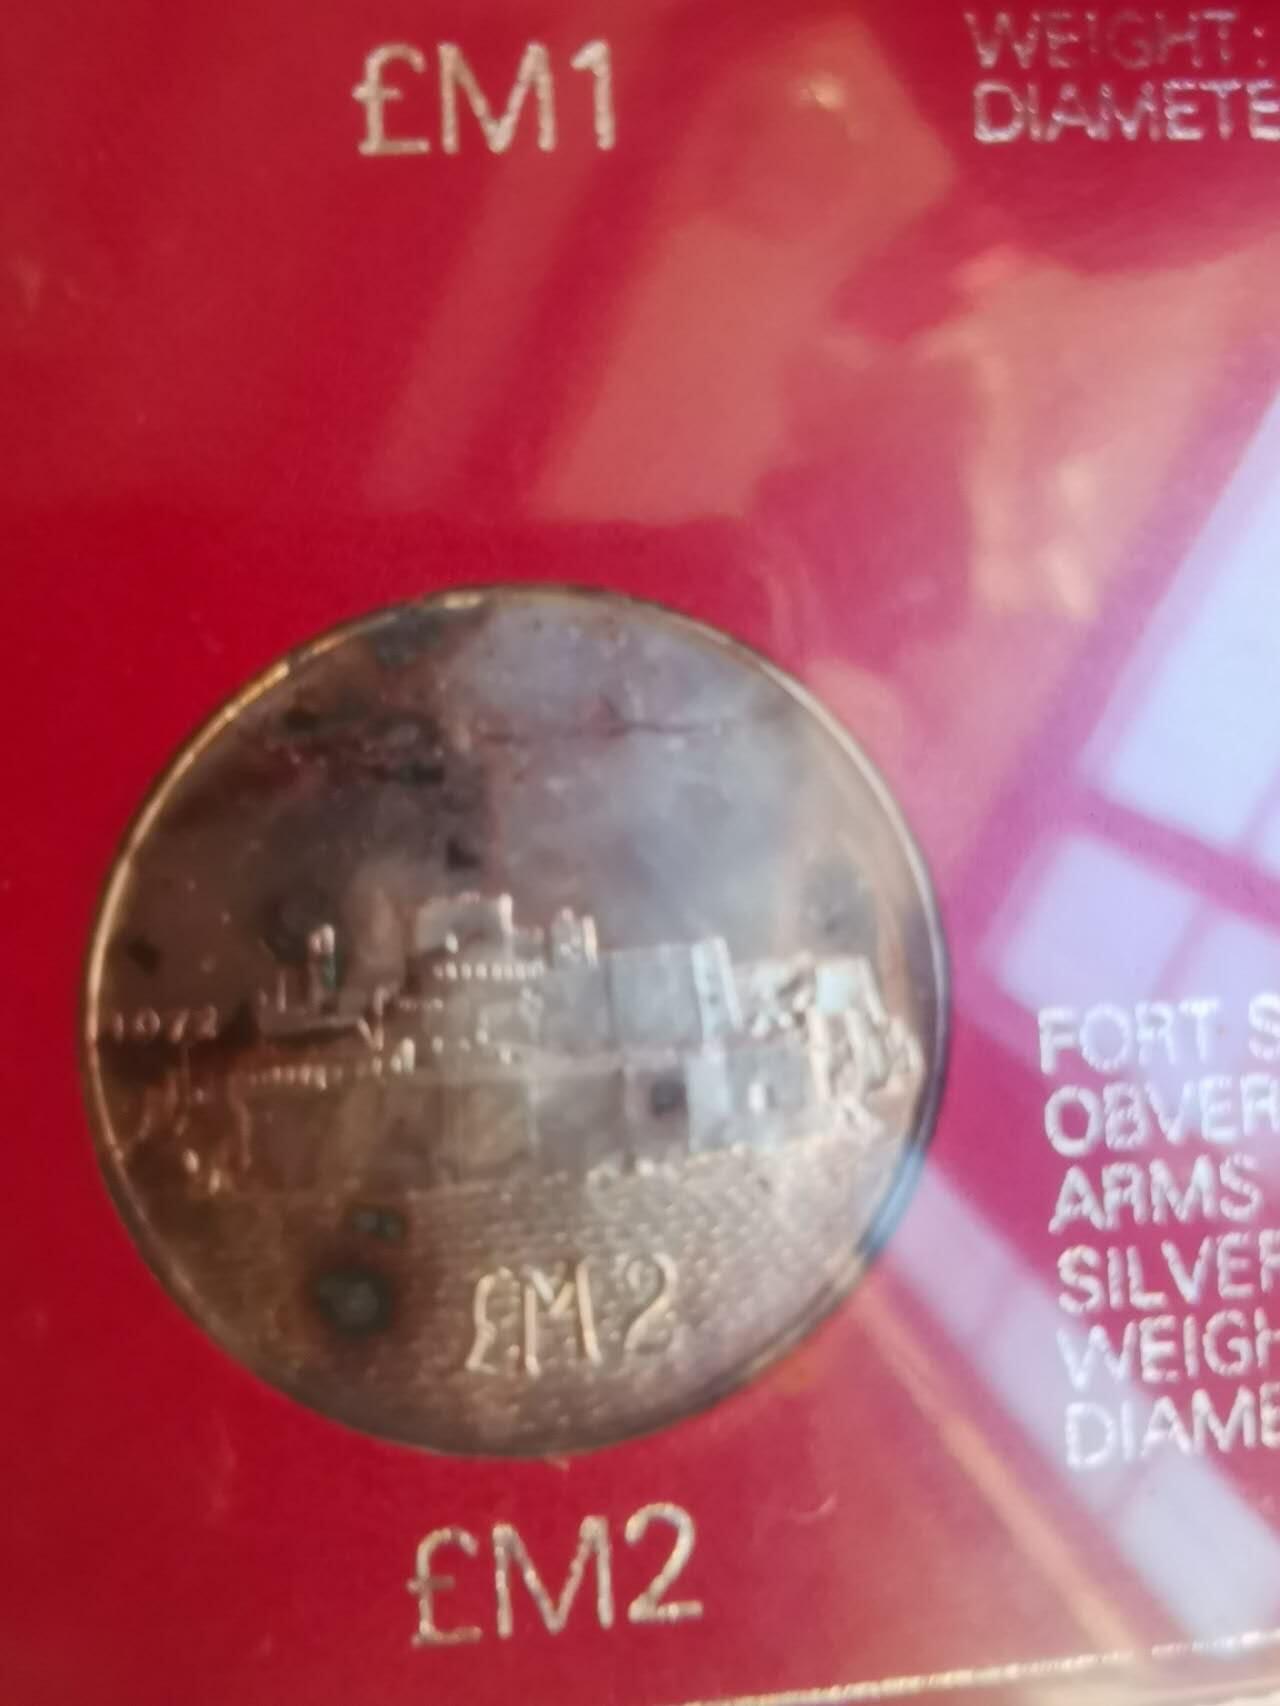 £M1
WEIGHT:
DIAMETE
1972
£M2
FORT S
OBVER
ARMS
SILVER
WEIGH
DIAME
£M2